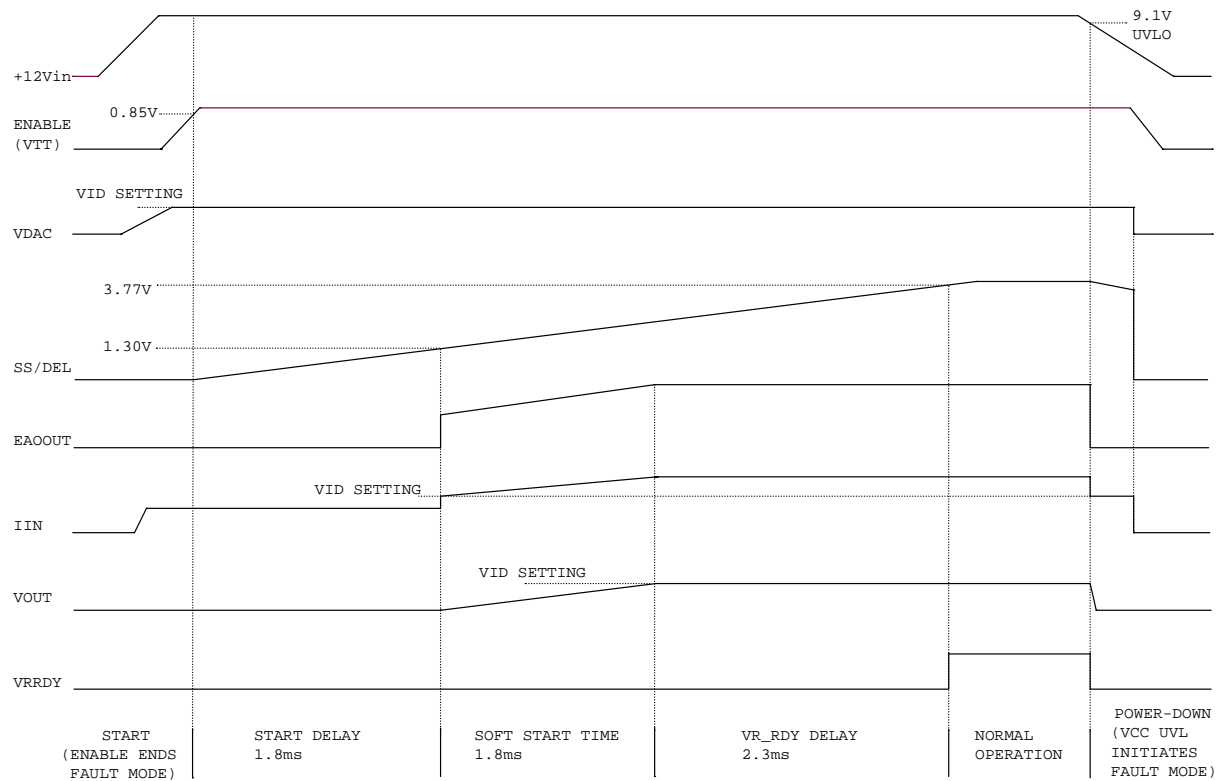 9.1V
UVLO
+12Vin
0.85V
ENABLE
(VTT)
VID SETTING
VDAC
3.77V
1.30V
SS/DEL
EAOOUT
VID SETTING
IIN
VID SETTING
VOUT
VRRDY
START
(ENABLE ENDS
FAULT MODE)
START DELAY
1.8ms
SOFT START TIME
1.8ms
VR_RDY DELAY
2.3ms
NORMAL
OPERATION
POWER-DOWN
(VCC UVL
INITIATES
FAULT MODE)